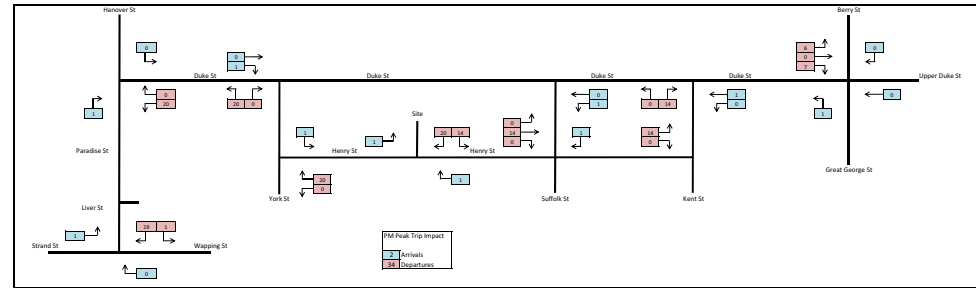 Hanover St
Berry St
0
0
1
6
0
7
0
Duke St
Duke St
Duke St
Duke St
Upper Duke St
0
20
20 0
0
1
0 14
1
0
0
1
1
Site
Paradise St
1
1
20 14
0
14
0
1
14
0
Henry St
Henry St
Great George St
20
0
1
York St
Suffolk St
Kent St
Liver St
1
19 1
Strand St
Wapping St
0
PM Peak Trip Impact
2 Arrivals
34 Departures